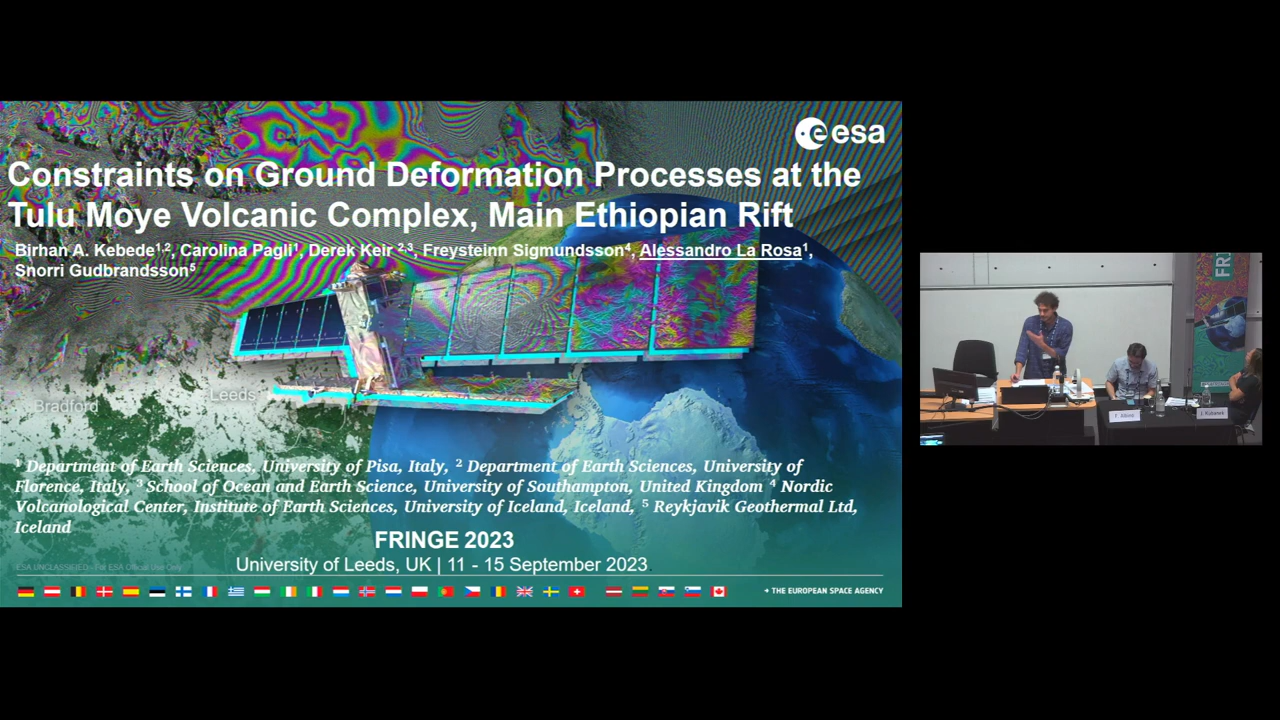 esa
Constraints on Ground Deformation Processes at the
Tulu Moye Volcanic Complex, Main Ethiopian Rift
Birhan A. Kebede¹,², Carolina Pagli¹, Derek Keir ²,³, Freysteinn Sigmundsson⁴, Alessandro La Rosa¹,
Snorri Gudbrandsson⁵
Leeds
Bradford
¹ Department of Earth Sciences, University of Pisa, Italy, ² Department of Earth Sciences, University of
Florence, Italy, ³ School of Ocean and Earth Science, University of Southampton, United Kingdom ⁴ Nordic
Volcanological Center, Institute of Earth Sciences, University of Iceland, Iceland, ⁵ Reykjavik Geothermal Ltd,
Iceland
FRINGE 2023
University of Leeds, UK | 11 - 15 September 2023
ESA UNCLASSIFIED - For ESA Official Use Only
→ THE EUROPEAN SPACE AGENCY
F. Albino
J. Kubanek